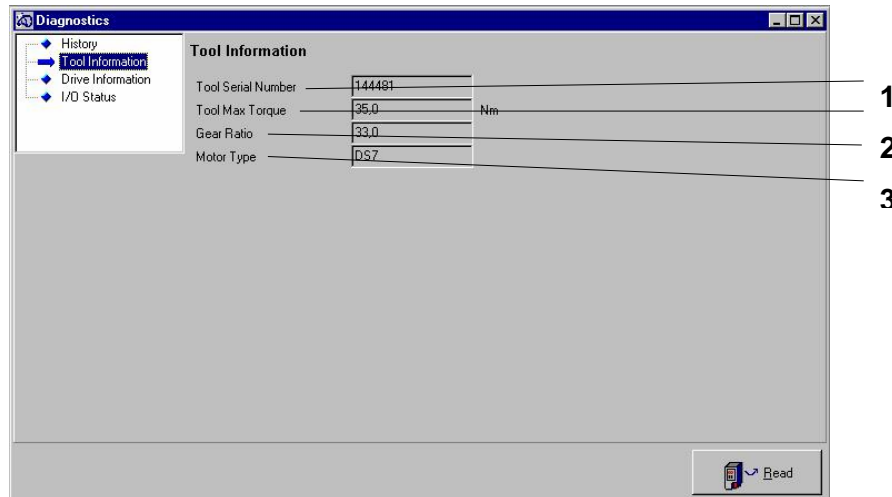 Diagnostics
History
Tool Information
Drive Information
I/O Status
Tool Information
Tool Serial Number 144481
Tool Max Torque 35,0 Nm
Gear Ratio 33,0
Motor Type DS7
1
2
3
Read